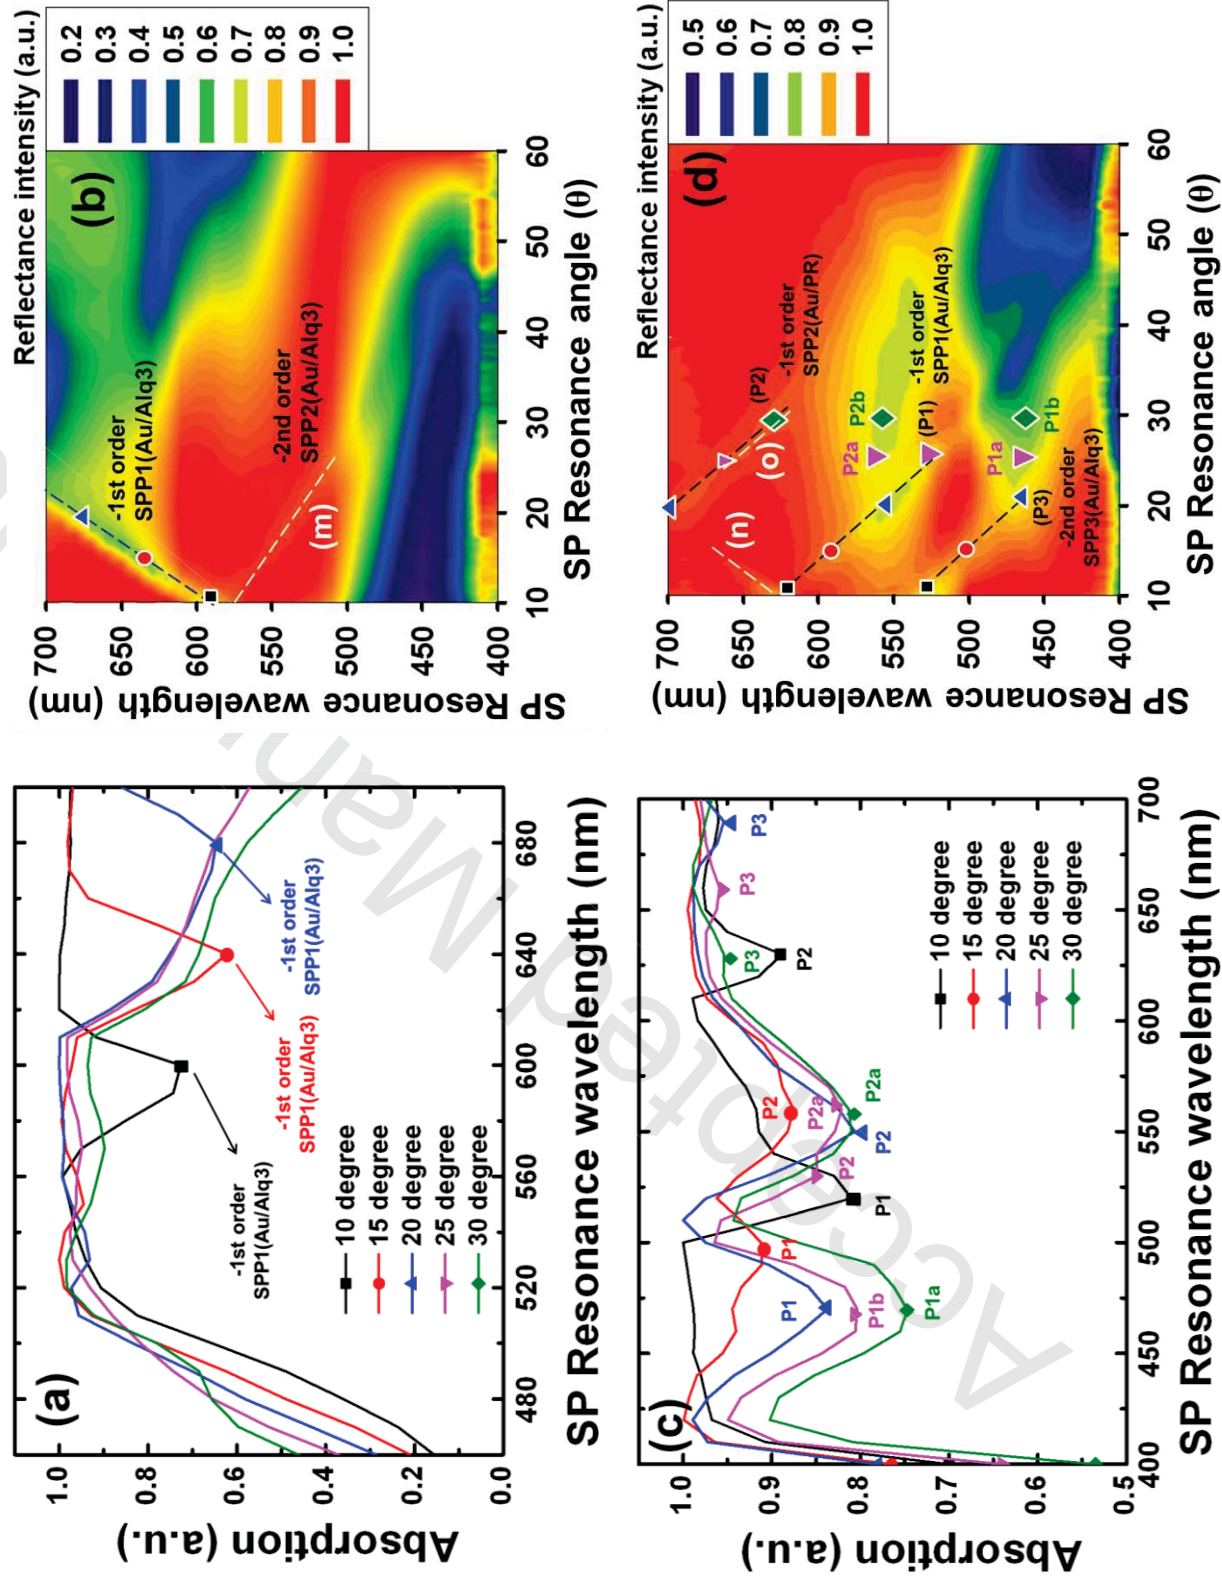 (a)
Absorption (a.u.)
1.0
0.8
0.6
0.4
0.2
0.0
480
520
560
600
640
680
SP Resonance wavelength (nm)
10 degree
15 degree
20 degree
25 degree
30 degree
-1st order
SPP1(Au/Alq3)
-1st order
SPP1(Au/Alq3)
-1st order
SPP1(Au/Alq3)
(b)
Reflectance intensity (a.u.)
0.2
0.3
0.4
0.5
0.6
0.7
0.8
0.9
1.0
SP Resonance wavelength (nm)
700
650
600
550
500
450
400
10
20
30
40
50
60
SP Resonance angle (θ)
-1st order
SPP1(Au/Alq3)
-2nd order
SPP2(Au/Alq3)
(m)
(c)
Absorption (a.u.)
1.0
0.9
0.8
0.7
0.6
0.5
400
450
500
550
600
650
700
SP Resonance wavelength (nm)
10 degree
15 degree
20 degree
25 degree
30 degree
P1
P1
P1
P1b
P1a
P2
P2
P2
P2a
P2a
P2
P3
P3
P3
(d)
Reflectance intensity (a.u.)
0.5
0.6
0.7
0.8
0.9
1.0
SP Resonance wavelength (nm)
700
650
600
550
500
450
400
10
20
30
40
50
60
SP Resonance angle (θ)
(n)
(o)
(P2)
-1st order
SPP2(Au/PR)
P2a
P2b
(P1)
-1st order
SPP1(Au/Alq3)
P1a
P1b
(P3)
-2nd order
SPP3(Au/Alq3)
Accepted Man